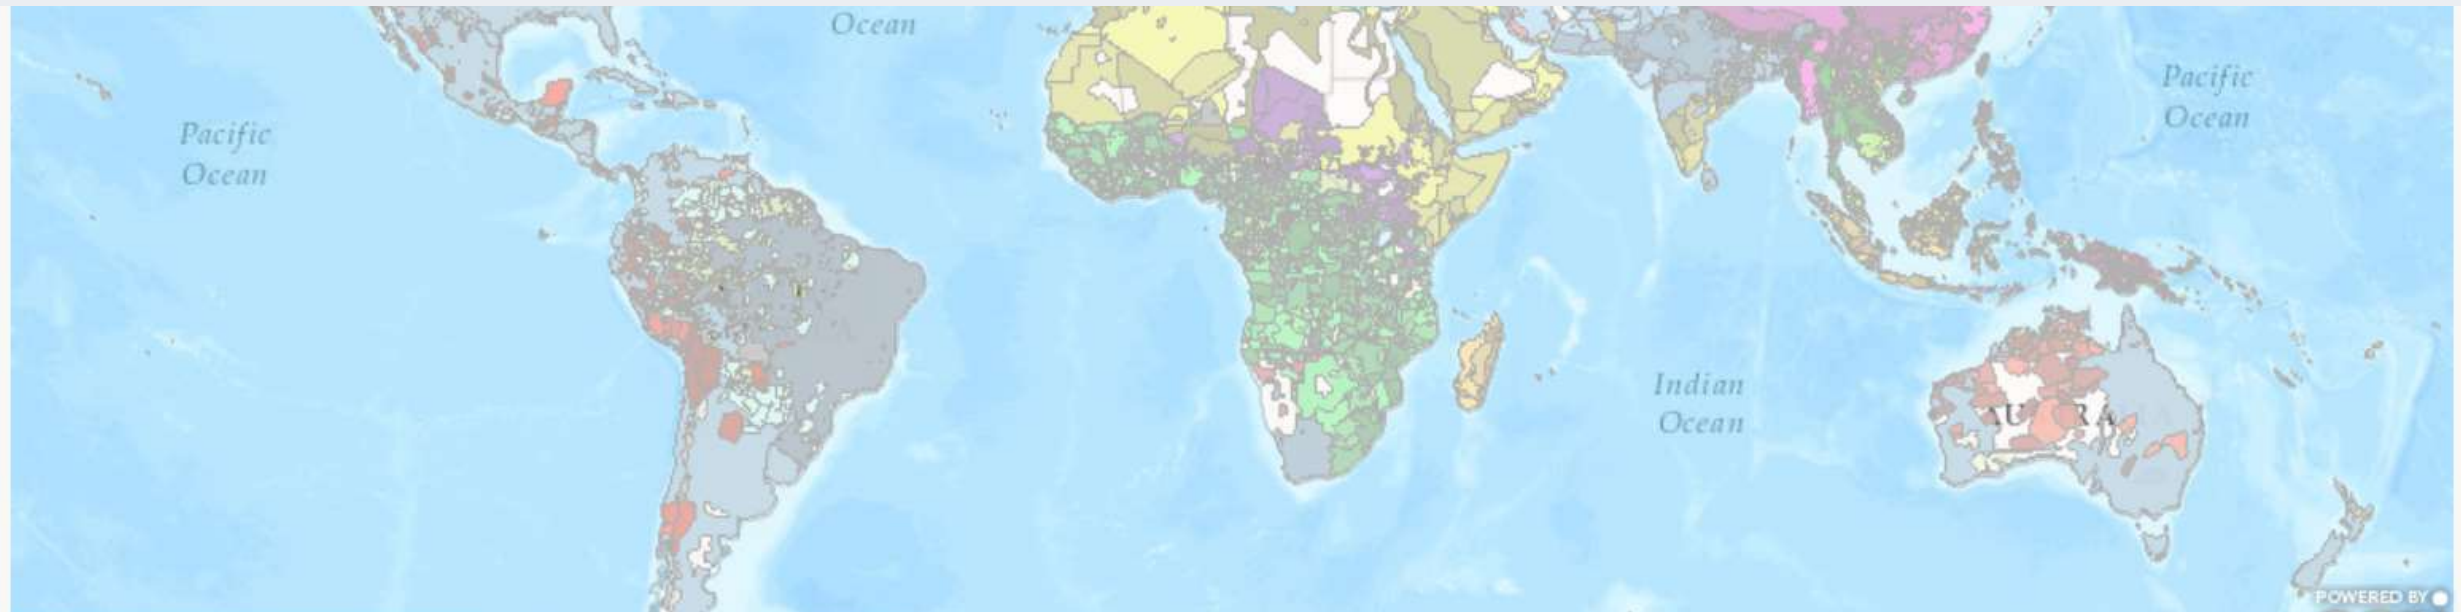 Ocean
Pacific
Ocean
Pacific
Ocean
Indian
Ocean
POWERED BY